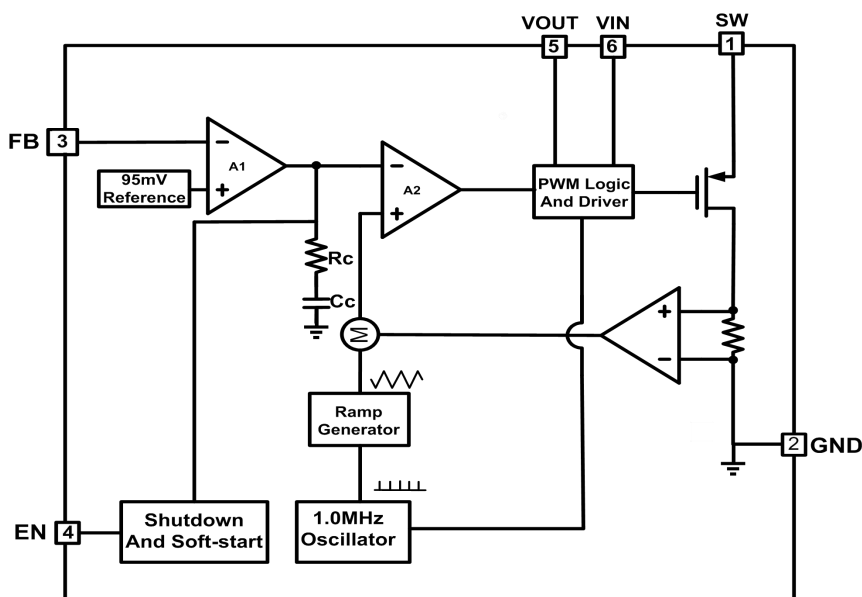 VOUT VIN SW
5 6 1
FB 3
95mV
Reference
−
+
A1
−
+
A2
PWM Logic
And Driver
Rc
Cc
Σ
+
−
Ramp
Generator
2 GND
EN 4
Shutdown
And Soft-start
1.0MHz
Oscillator